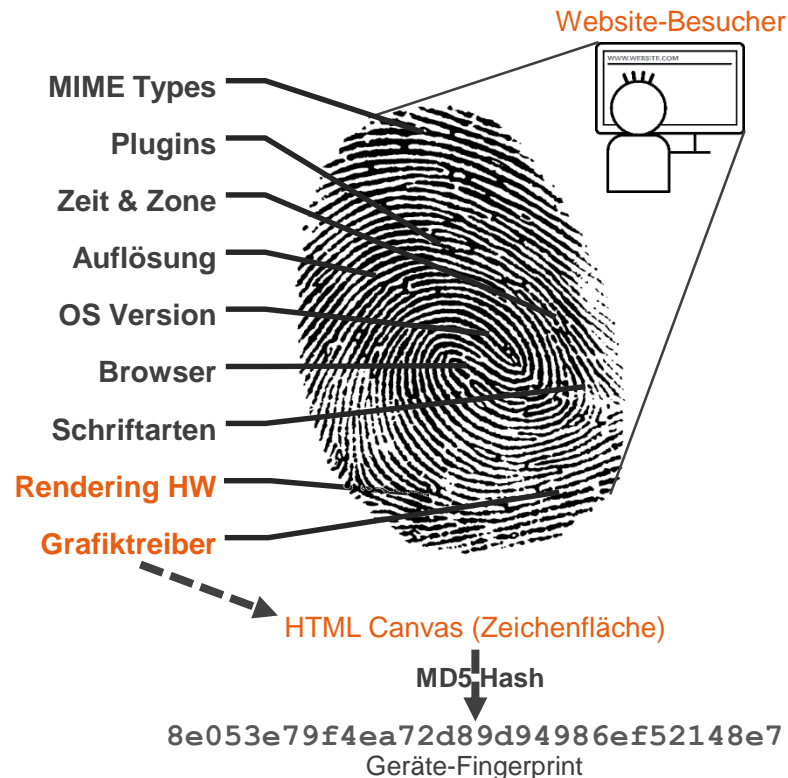 Website-Besucher
WWW.WEBSITE.COM
MIME Types
Plugins
Zeit & Zone
Auflösung
OS Version
Browser
Schriftarten
Rendering HW
Grafiktreiber
HTML Canvas (Zeichenfläche)
MD5 Hash
8e053e79f4ea72d89d94986ef52148e7
Geräte-Fingerprint